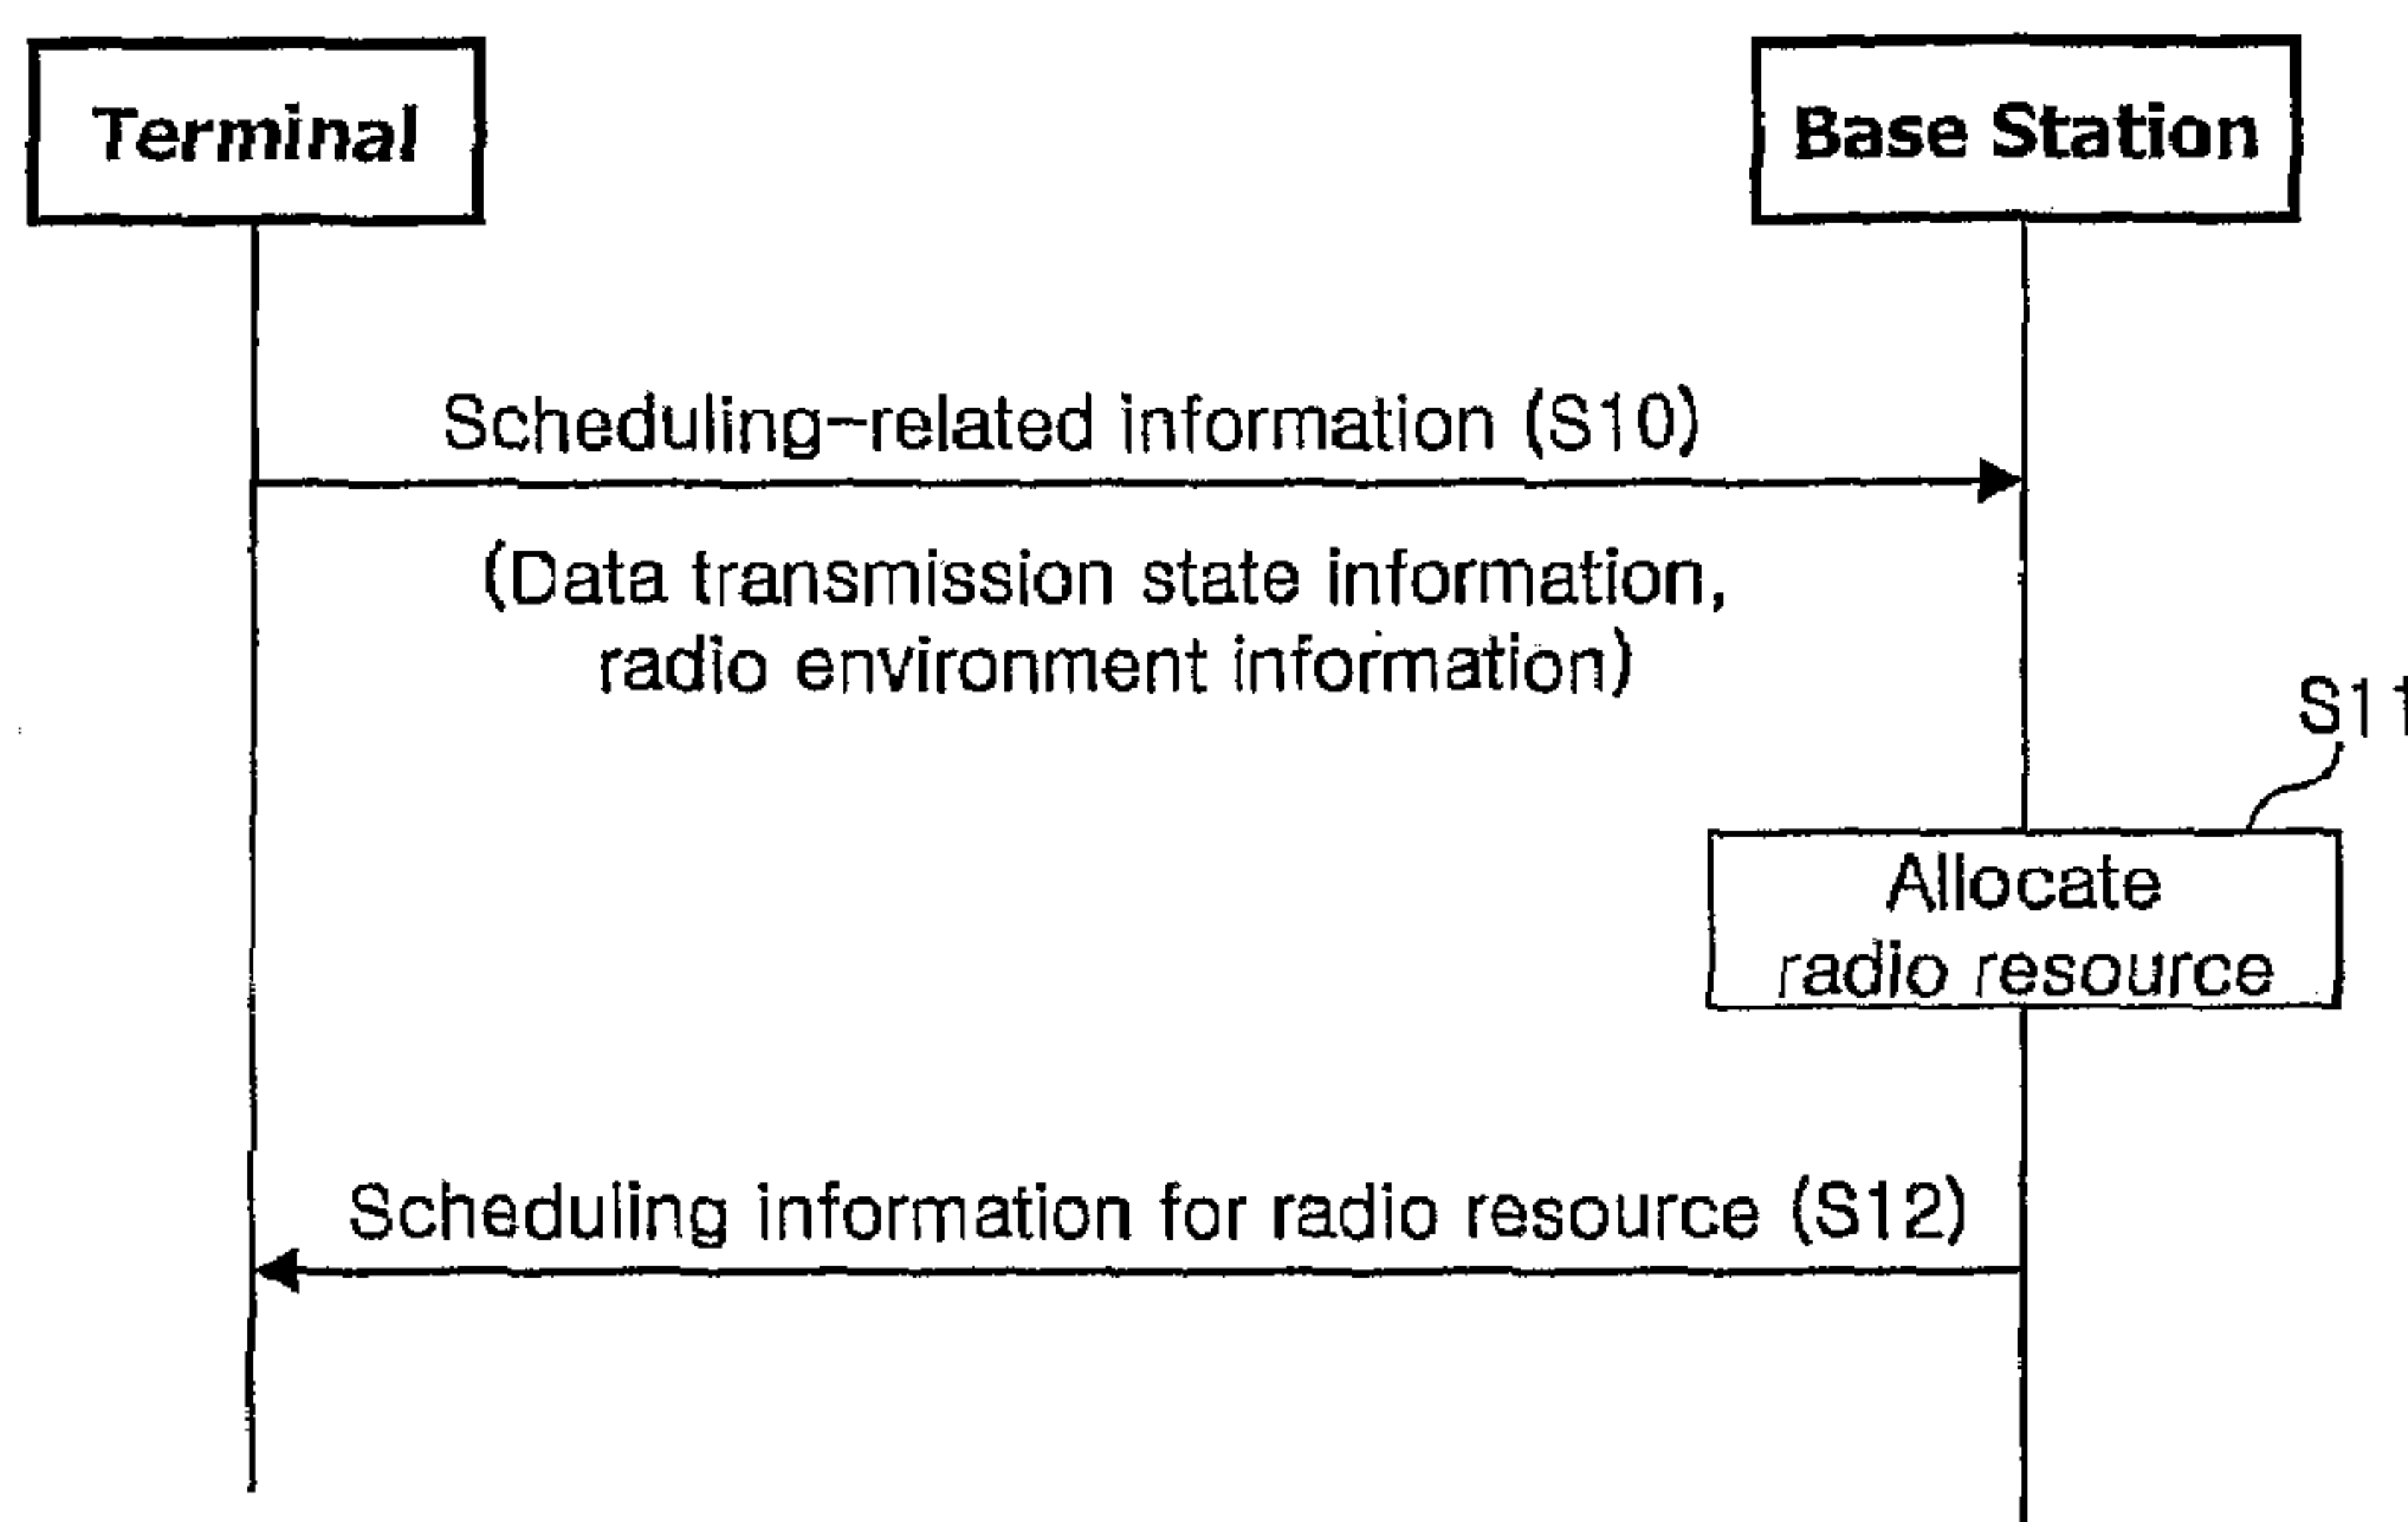 Terminal
Base Station
Scheduling-related information (S10)
(Data transmission state information,
radio environment information)
S11
Allocate
radio resource
Scheduling information for radio resource (S12)